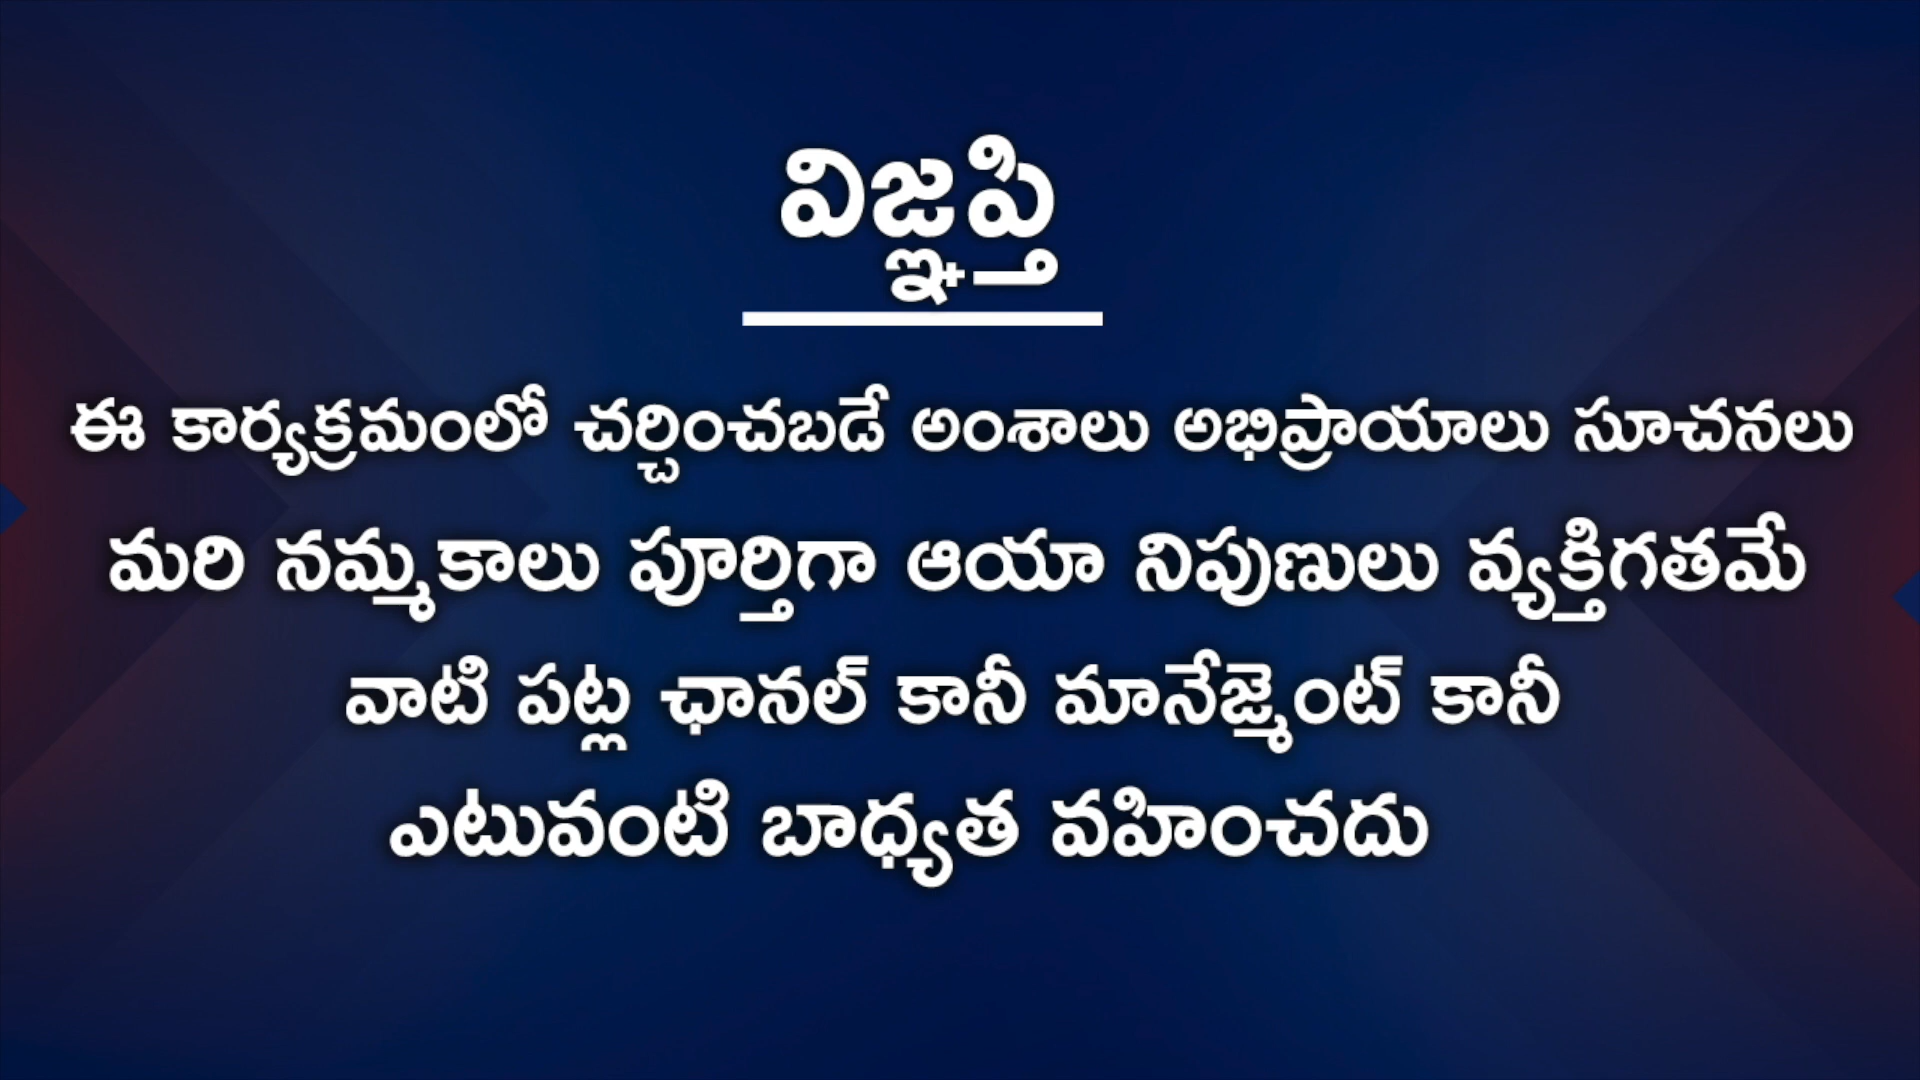 విజ్ఞప్తి
ఈ కార్యక్రమంలో చర్చించబడే అంశాలు అభిప్రాయాలు సూచనలు
మరి నమ్మకాలు పూర్తిగా ఆయా నిపుణులు వ్యక్తిగతమే
వాటి పట్ల ఛానల్ కానీ మానేజ్మెంట్ కానీ
ఎటువంటి బాధ్యత వహించదు